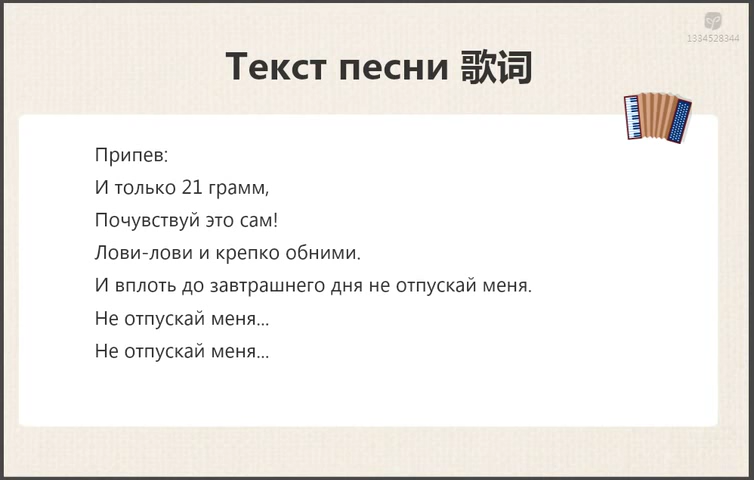 1334528344
Текст песни 歌词
Припев:
И только 21 грамм,
Почувствуй это сам!
Лови-лови и крепко обними.
И вплоть до завтрашнего дня не отпускай меня.
Не отпускай меня...
Не отпускай меня...